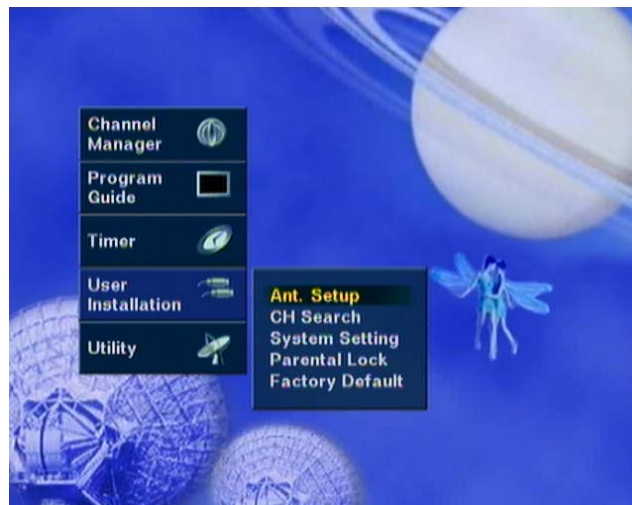 Channel
Manager
Program
Guide
Timer
User
Installation
Utility
Ant. Setup
CH Search
System Setting
Parental Lock
Factory Default